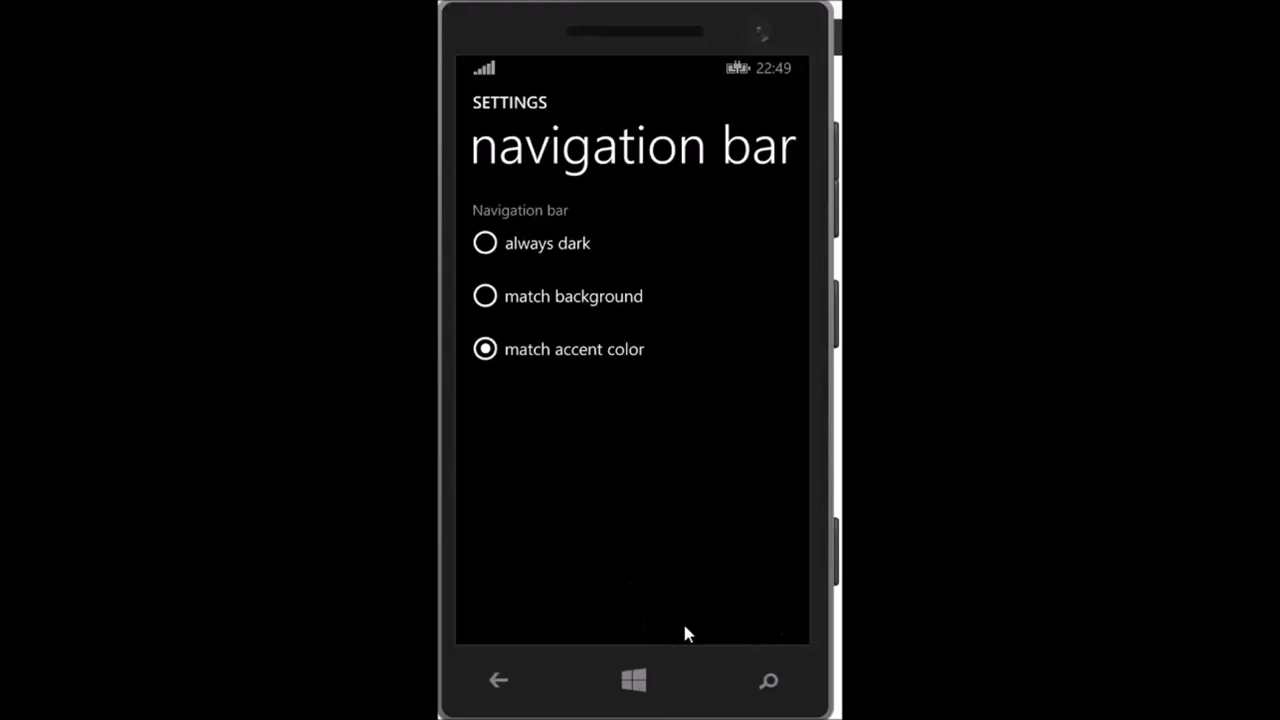 22:49
SETTINGS
navigation bar
Navigation bar
always dark
match background
match accent color